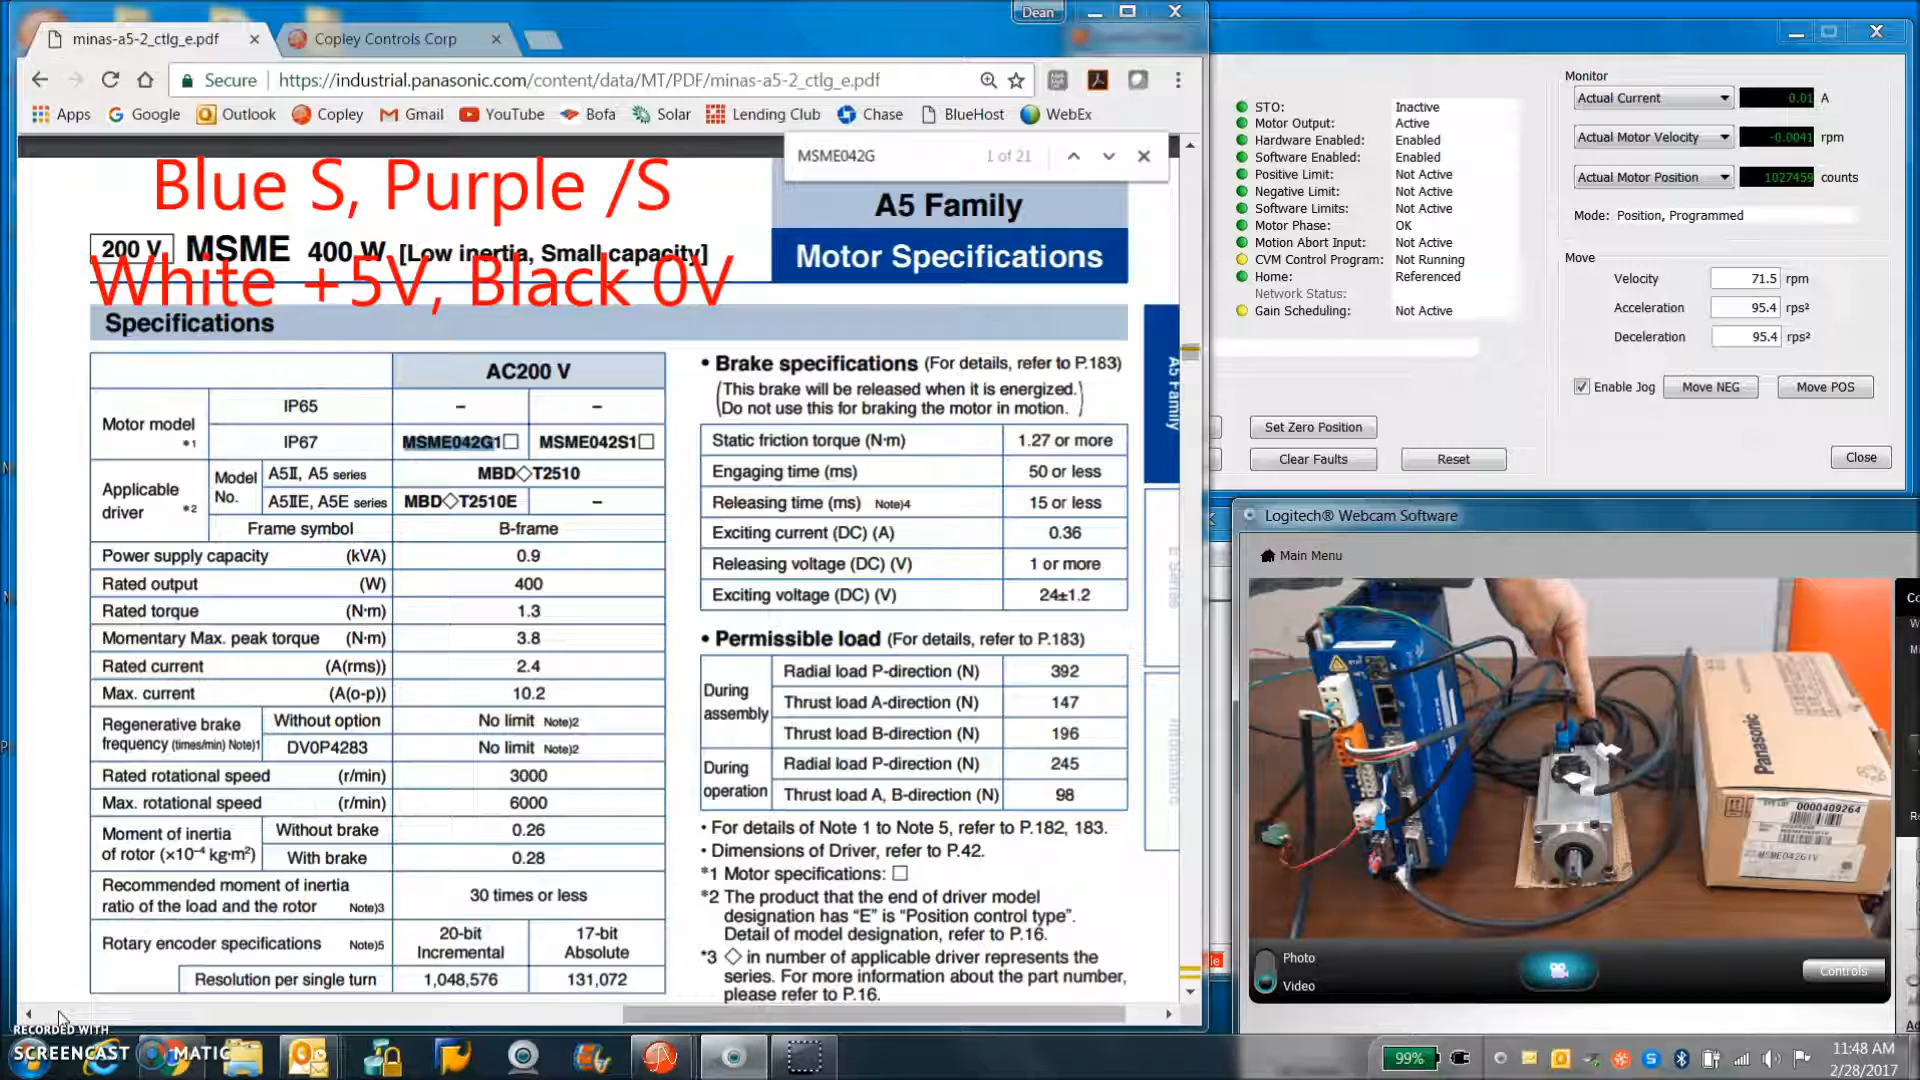 Dean
minas-a5-2_ctlg_e.pdf
Copley Controls Corp
Secure
https://industrial.panasonic.com/content/data/MT/PDF/minas-a5-2_ctlg_e.pdf
Apps Google Outlook Copley Gmail YouTube Bofa Solar Lending Club Chase BlueHost WebEx
MSME042G 1 of 21
Blue S, Purple /S
White +5V, Black 0V
200 V MSME 400 W [Low inertia, Small capacity]
A5 Family
Motor Specifications
Specifications
AC200 V
Motor model *1
IP65 – –
IP67 MSME042G1□ MSME042S1□
Applicable driver *2
Model No.
A5II, A5 series MBD◇T2510
A5IIE, A5E series MBD◇T2510E –
Frame symbol B-frame
Power supply capacity (kVA) 0.9
Rated output (W) 400
Rated torque (N·m) 1.3
Momentary Max. peak torque (N·m) 3.8
Rated current (A(rms)) 2.4
Max. current (A(o-p)) 10.2
Regenerative brake frequency (times/min) Note)1
Without option No limit Note)2
DV0P4283 No limit Note)2
Rated rotational speed (r/min) 3000
Max. rotational speed (r/min) 6000
Moment of inertia of rotor (×10⁻⁴ kg·m²)
Without brake 0.26
With brake 0.28
Recommended moment of inertia ratio of the load and the rotor Note)3 30 times or less
Rotary encoder specifications Note)5 20-bit Incremental 17-bit Absolute
Resolution per single turn 1,048,576 131,072
• Brake specifications (For details, refer to P.183)
(This brake will be released when it is energized.
Do not use this for braking the motor in motion.)
Static friction torque (N·m) 1.27 or more
Engaging time (ms) 50 or less
Releasing time (ms) Note)4 15 or less
Exciting current (DC) (A) 0.36
Releasing voltage (DC) (V) 1 or more
Exciting voltage (DC) (V) 24±1.2
• Permissible load (For details, refer to P.183)
During assembly
Radial load P-direction (N) 392
Thrust load A-direction (N) 147
Thrust load B-direction (N) 196
During operation
Radial load P-direction (N) 245
Thrust load A, B-direction (N) 98
• For details of Note 1 to Note 5, refer to P.182, 183.
• Dimensions of Driver, refer to P.42.
*1 Motor specifications: □
*2 The product that the end of driver model
designation has “E” is “Position control type”.
Detail of model designation, refer to P.16.
*3 ◇ in number of applicable driver represents the
series. For more information about the part number,
please refer to P.16.
A5 Family
E Series
Information
STO: Inactive
Motor Output: Active
Hardware Enabled: Enabled
Software Enabled: Enabled
Positive Limit: Not Active
Negative Limit: Not Active
Software Limits: Not Active
Motor Phase: OK
Motion Abort Input: Not Active
CVM Control Program: Not Running
Home: Referenced
Network Status:
Gain Scheduling: Not Active
Set Zero Position
Clear Faults
Reset
Monitor
Actual Current 0.01 A
Actual Motor Velocity -0.0041 rpm
Actual Motor Position 1027459 counts
Mode: Position, Programmed
Move
Velocity 71.5 rpm
Acceleration 95.4 rps²
Deceleration 95.4 rps²
Enable Jog Move NEG Move POS
Close
Logitech® Webcam Software
Main Menu
Panasonic
0000409264
MSME042G1V
Photo
Video
Controls
RECORDED WITH
SCREENCAST MATIC
99%
11:48 AM
2/28/2017